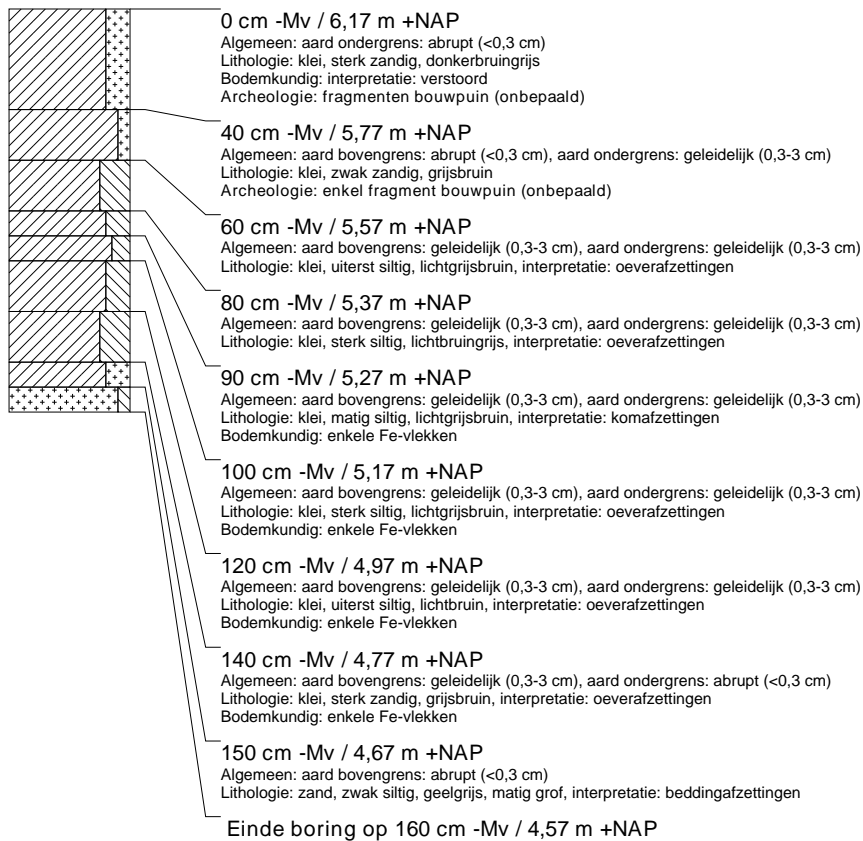 0 cm -Mv / 6,17 m +NAP
Algemeen: aard ondergrens: abrupt (<0,3 cm)
Lithologie: klei, sterk zandig, donkerbruingrijs
Bodemkundig: interpretatie: verstoord
Archeologie: fragmenten bouwpuin (onbepaald)
40 cm -Mv / 5,77 m +NAP
Algemeen: aard bovengrens: abrupt (<0,3 cm), aard ondergrens: geleidelijk (0,3-3 cm)
Lithologie: klei, zwak zandig, grijsbruin
Archeologie: enkel fragment bouwpuin (onbepaald)
60 cm -Mv / 5,57 m +NAP
Algemeen: aard bovengrens: geleidelijk (0,3-3 cm), aard ondergrens: geleidelijk (0,3-3 cm)
Lithologie: klei, uiterst siltig, lichtgrijsbruin, interpretatie: oeverafzettingen
80 cm -Mv / 5,37 m +NAP
Algemeen: aard bovengrens: geleidelijk (0,3-3 cm), aard ondergrens: geleidelijk (0,3-3 cm)
Lithologie: klei, sterk siltig, lichtbruingrijs, interpretatie: oeverafzettingen
90 cm -Mv / 5,27 m +NAP
Algemeen: aard bovengrens: geleidelijk (0,3-3 cm), aard ondergrens: geleidelijk (0,3-3 cm)
Lithologie: klei, matig siltig, lichtgrijsbruin, interpretatie: komafzettingen
Bodemkundig: enkele Fe-vlekken
100 cm -Mv / 5,17 m +NAP
Algemeen: aard bovengrens: geleidelijk (0,3-3 cm), aard ondergrens: geleidelijk (0,3-3 cm)
Lithologie: klei, sterk siltig, lichtgrijsbruin, interpretatie: oeverafzettingen
Bodemkundig: enkele Fe-vlekken
120 cm -Mv / 4,97 m +NAP
Algemeen: aard bovengrens: geleidelijk (0,3-3 cm), aard ondergrens: geleidelijk (0,3-3 cm)
Lithologie: klei, uiterst siltig, lichtbruin, interpretatie: oeverafzettingen
Bodemkundig: enkele Fe-vlekken
140 cm -Mv / 4,77 m +NAP
Algemeen: aard bovengrens: geleidelijk (0,3-3 cm), aard ondergrens: abrupt (<0,3 cm)
Lithologie: klei, sterk zandig, grijsbruin, interpretatie: oeverafzettingen
Bodemkundig: enkele Fe-vlekken
150 cm -Mv / 4,67 m +NAP
Algemeen: aard bovengrens: abrupt (<0,3 cm)
Lithologie: zand, zwak siltig, geelgrijs, matig grof, interpretatie: beddingafzettingen
Einde boring op 160 cm -Mv / 4,57 m +NAP